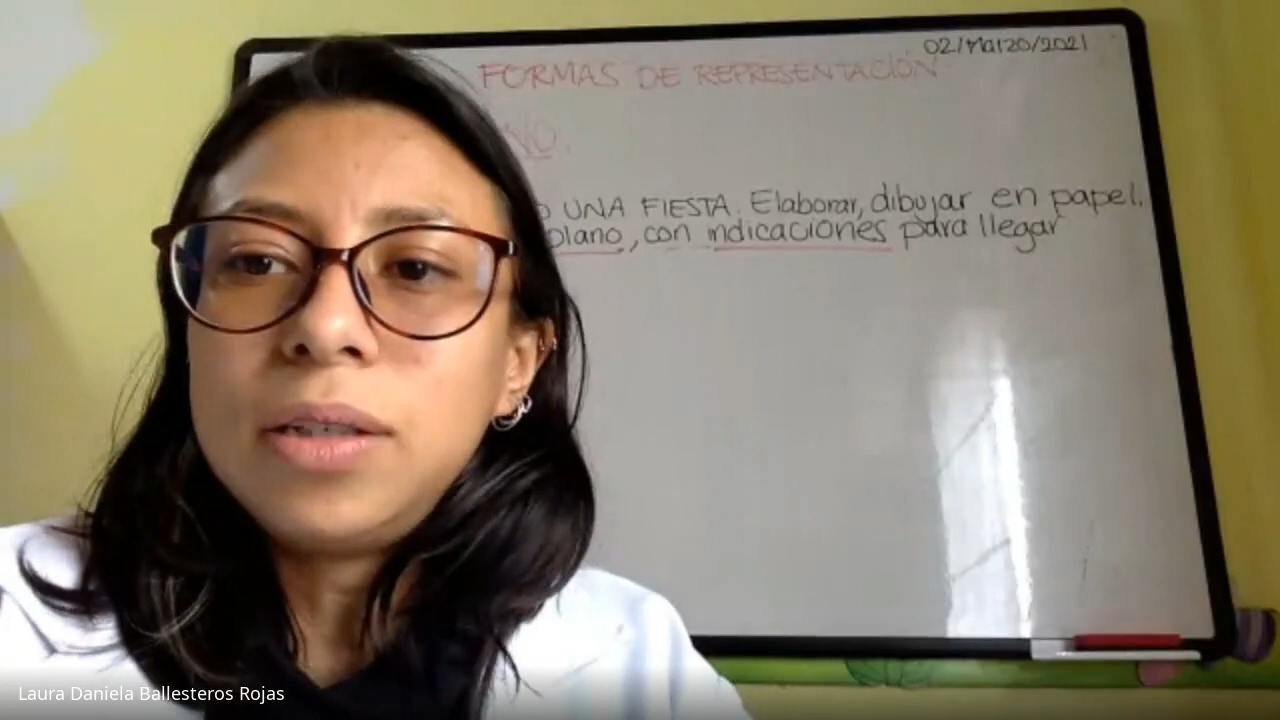 02/Marzo/2021
FORMAS DE REPRESENTACIÓN
NO.
UNA FIESTA. Elaborar, dibujar en papel.
plano, con indicaciones para llegar
Laura Daniela Ballesteros Rojas